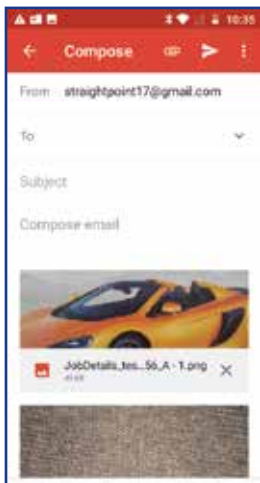 10:35
Compose
From straightpoint17@gmail.com
To
Subject
Compose email
JobDetails_tes...56_A - 1.png